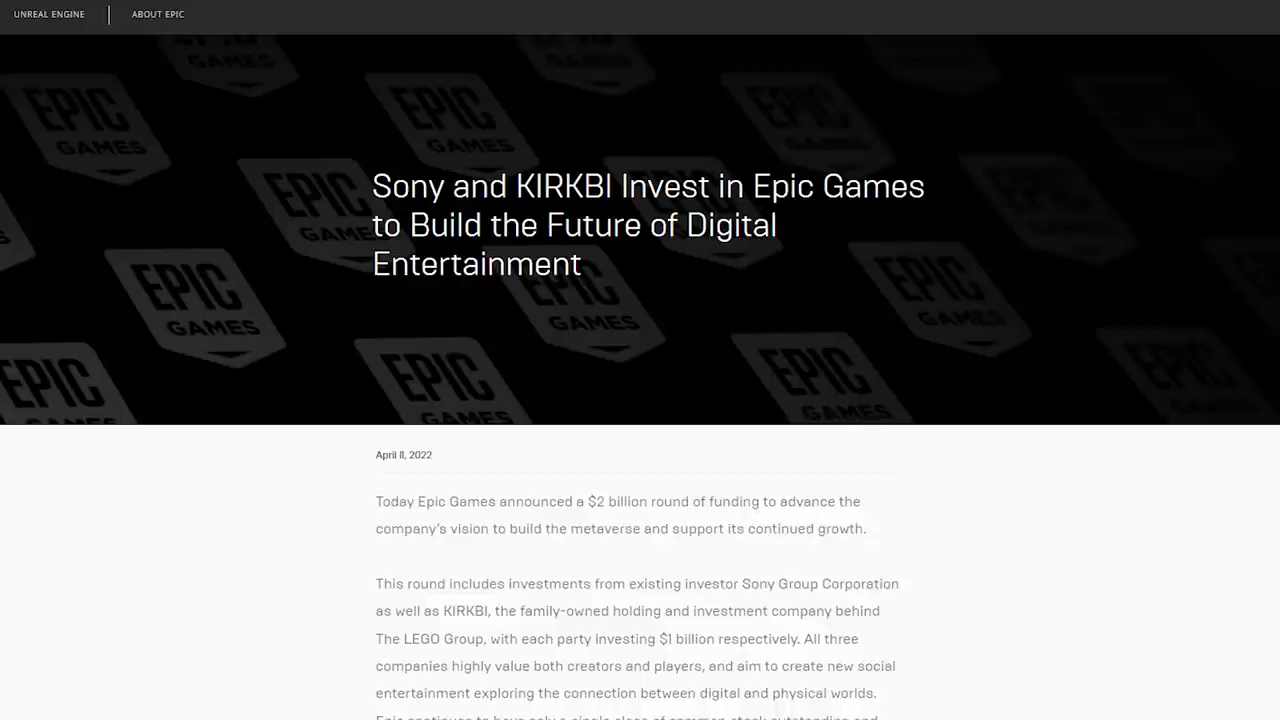 UNREAL ENGINE
ABOUT EPIC
EPIC
GAMES
Sony and KIRKBI Invest in Epic Games
to Build the Future of Digital
Entertainment
April 11, 2022
Today Epic Games announced a $2 billion round of funding to advance the
company's vision to build the metaverse and support its continued growth.
This round includes investments from existing investor Sony Group Corporation
as well as KIRKBI, the family-owned holding and investment company behind
The LEGO Group, with each party investing $1 billion respectively. All three
companies highly value both creators and players, and aim to create new social
entertainment exploring the connection between digital and physical worlds.